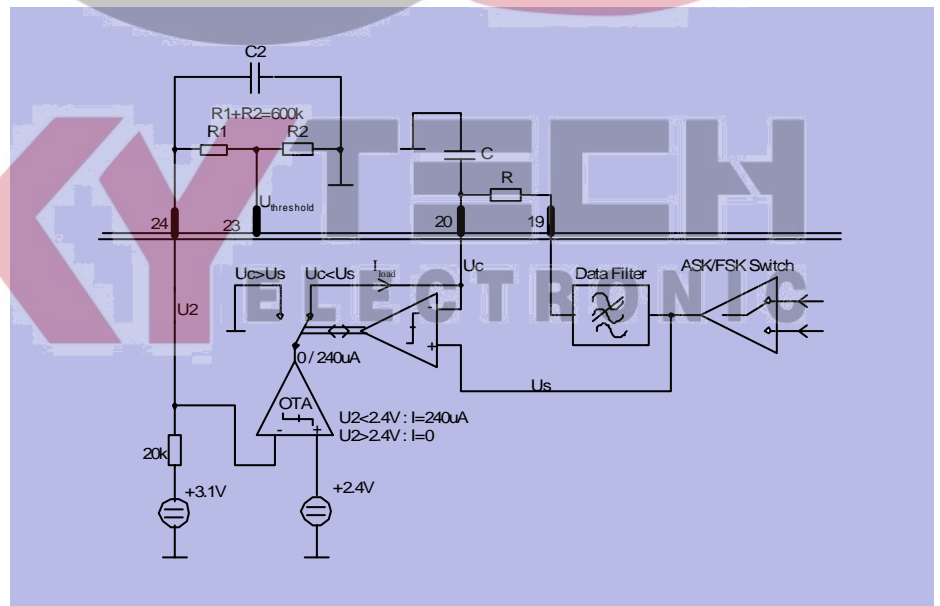 C2
R1+R2=600k
R1
R2
C
R
Uthreshold
24
23
20
19
Uc>Us
Uc<Us
Iload
Uc
Data Filter
ASK/FSK Switch
U2
-
+
0 / 240uA
Us
OTA
U2<2.4V : I=240uA
U2>2.4V : I=0
-
+
20k
+3.1V
+2.4V
KYTECH
ELECTRONIC